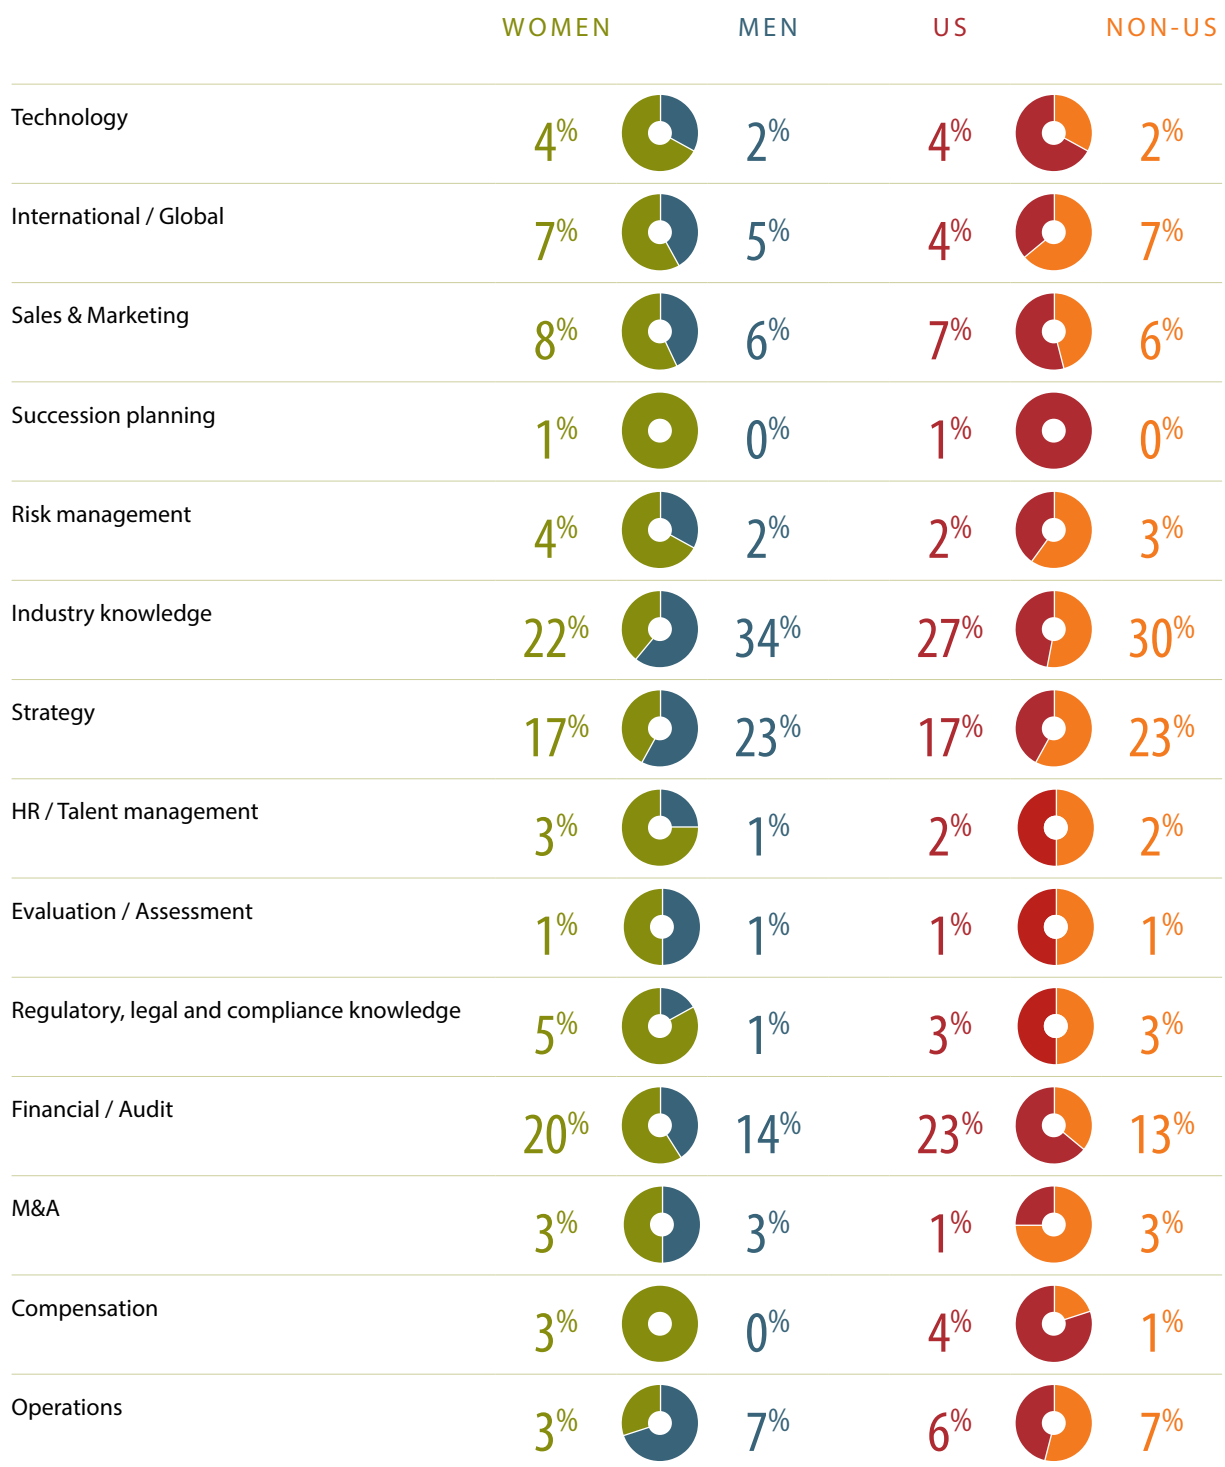 WOMEN MEN US NON-US
Technology 4% 2% 4% 2%
International / Global 7% 5% 4% 7%
Sales & Marketing 8% 6% 7% 6%
Succession planning 1% 0% 1% 0%
Risk management 4% 2% 2% 3%
Industry knowledge 22% 34% 27% 30%
Strategy 17% 23% 17% 23%
HR / Talent management 3% 1% 2% 2%
Evaluation / Assessment 1% 1% 1% 1%
Regulatory, legal and compliance knowledge 5% 1% 3% 3%
Financial / Audit 20% 14% 23% 13%
M&A 3% 3% 1% 3%
Compensation 3% 0% 4% 1%
Operations 3% 7% 6% 7%